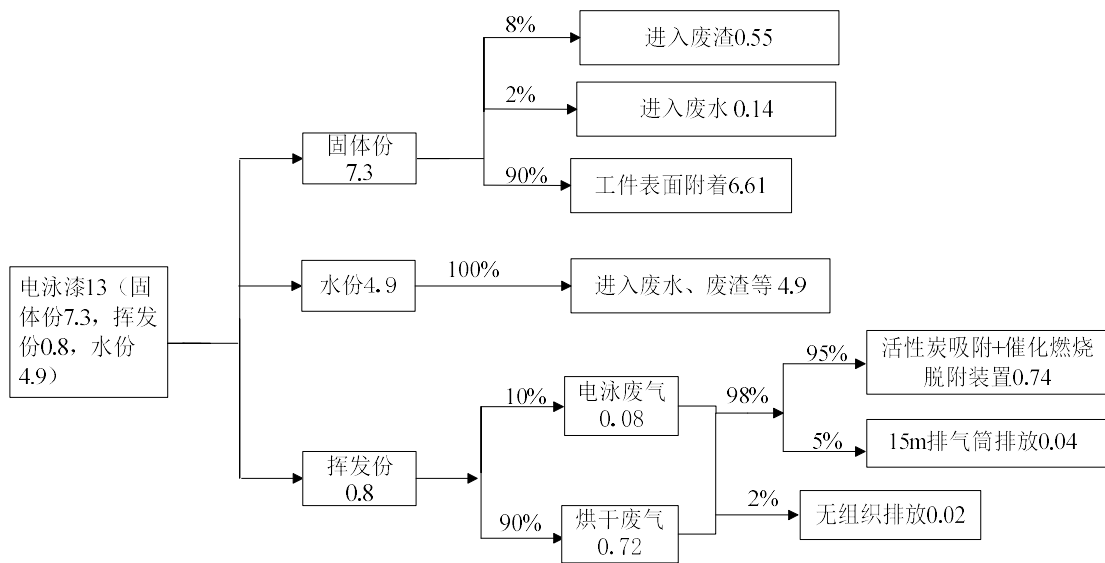 8%
进入废渣0.55
2%
进入废水 0.14
固体份
7.3
90%
工件表面附着6.61
电泳漆13（固
体份7.3，挥发
份0.8，水份
4.9）
水份4.9
100%
进入废水、废渣等 4.9
挥发份
0.8
10%
电泳废气
0.08
90%
烘干废气
0.72
98%
95%
活性炭吸附+催化燃烧
脱附装置0.74
5%
15m排气筒排放0.04
2%
无组织排放0.02